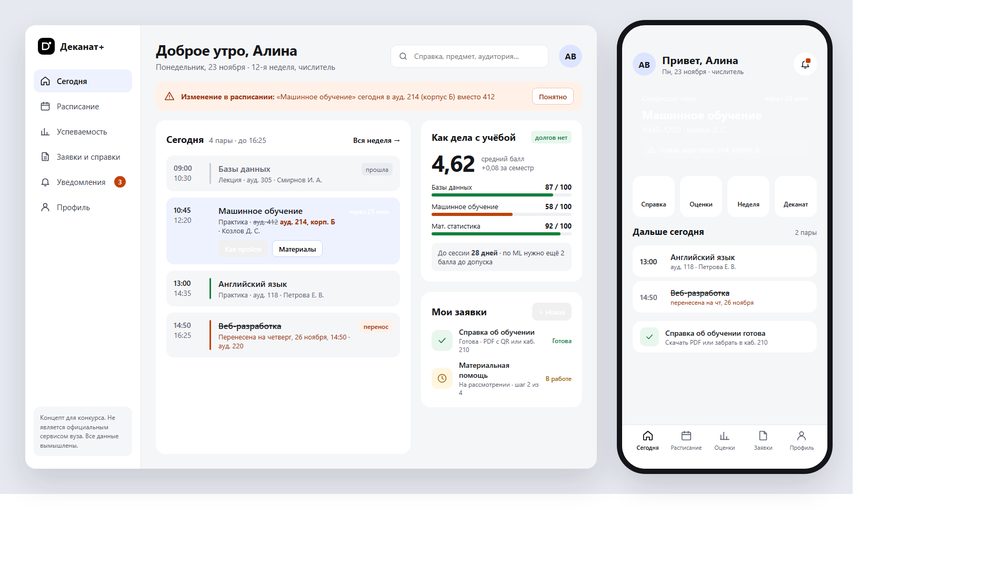 Деканат+
Сегодня
Расписание
Успеваемость
Заявки и справки
Уведомления 3
Профиль
Концепт для конкурса. Не
является официальным
сервисом вуза. Все данные
вымышлены.
Доброе утро, Алина
Понедельник, 23 ноября · 12-я неделя, числитель
Справка, предмет, аудитория...
АВ
Изменение в расписании: «Машинное обучение» сегодня в ауд. 214 (корпус Б) вместо 412
Понятно
Сегодня 4 пары · до 16:25
Вся неделя →
09:00
10:30
Базы данных
Лекция · ауд. 305 · Смирнов И. А.
прошла
10:45
12:20
Машинное обучение
Практика · ауд. 412 ауд. 214, корп. Б
· Козлов Д. С.
Как пройти
Материалы
13:00
14:35
Английский язык
Практика · ауд. 118 · Петрова Е. В.
14:50
16:25
Веб-разработка
Перенесена на четверг, 26 ноября, 14:50 ·
ауд. 220
перенос
Как дела с учёбой
долгов нет
4,62
средний балл
+0,08 за семестр
Базы данных 87 / 100
Машинное обучение 58 / 100
Мат. статистика 92 / 100
До сессии 28 дней · по ML нужно ещё 2
балла до допуска
Мои заявки
Справка об обучении
Готова · PDF с QR или каб.
210
Готова
Материальная
помощь
На рассмотрении · шаг 2 из
4
В работе
АВ
Привет, Алина
Пн, 23 ноября · числитель
Машинное обучение
Справка
Оценки
Неделя
Деканат
Дальше сегодня
2 пары
13:00
Английский язык
ауд. 118 · Петрова Е. В.
14:50
Веб-разработка
перенесена на чт, 26 ноября
Справка об обучении готова
Скачать PDF или забрать в каб. 210
Сегодня
Расписание
Оценки
Заявки
Профиль